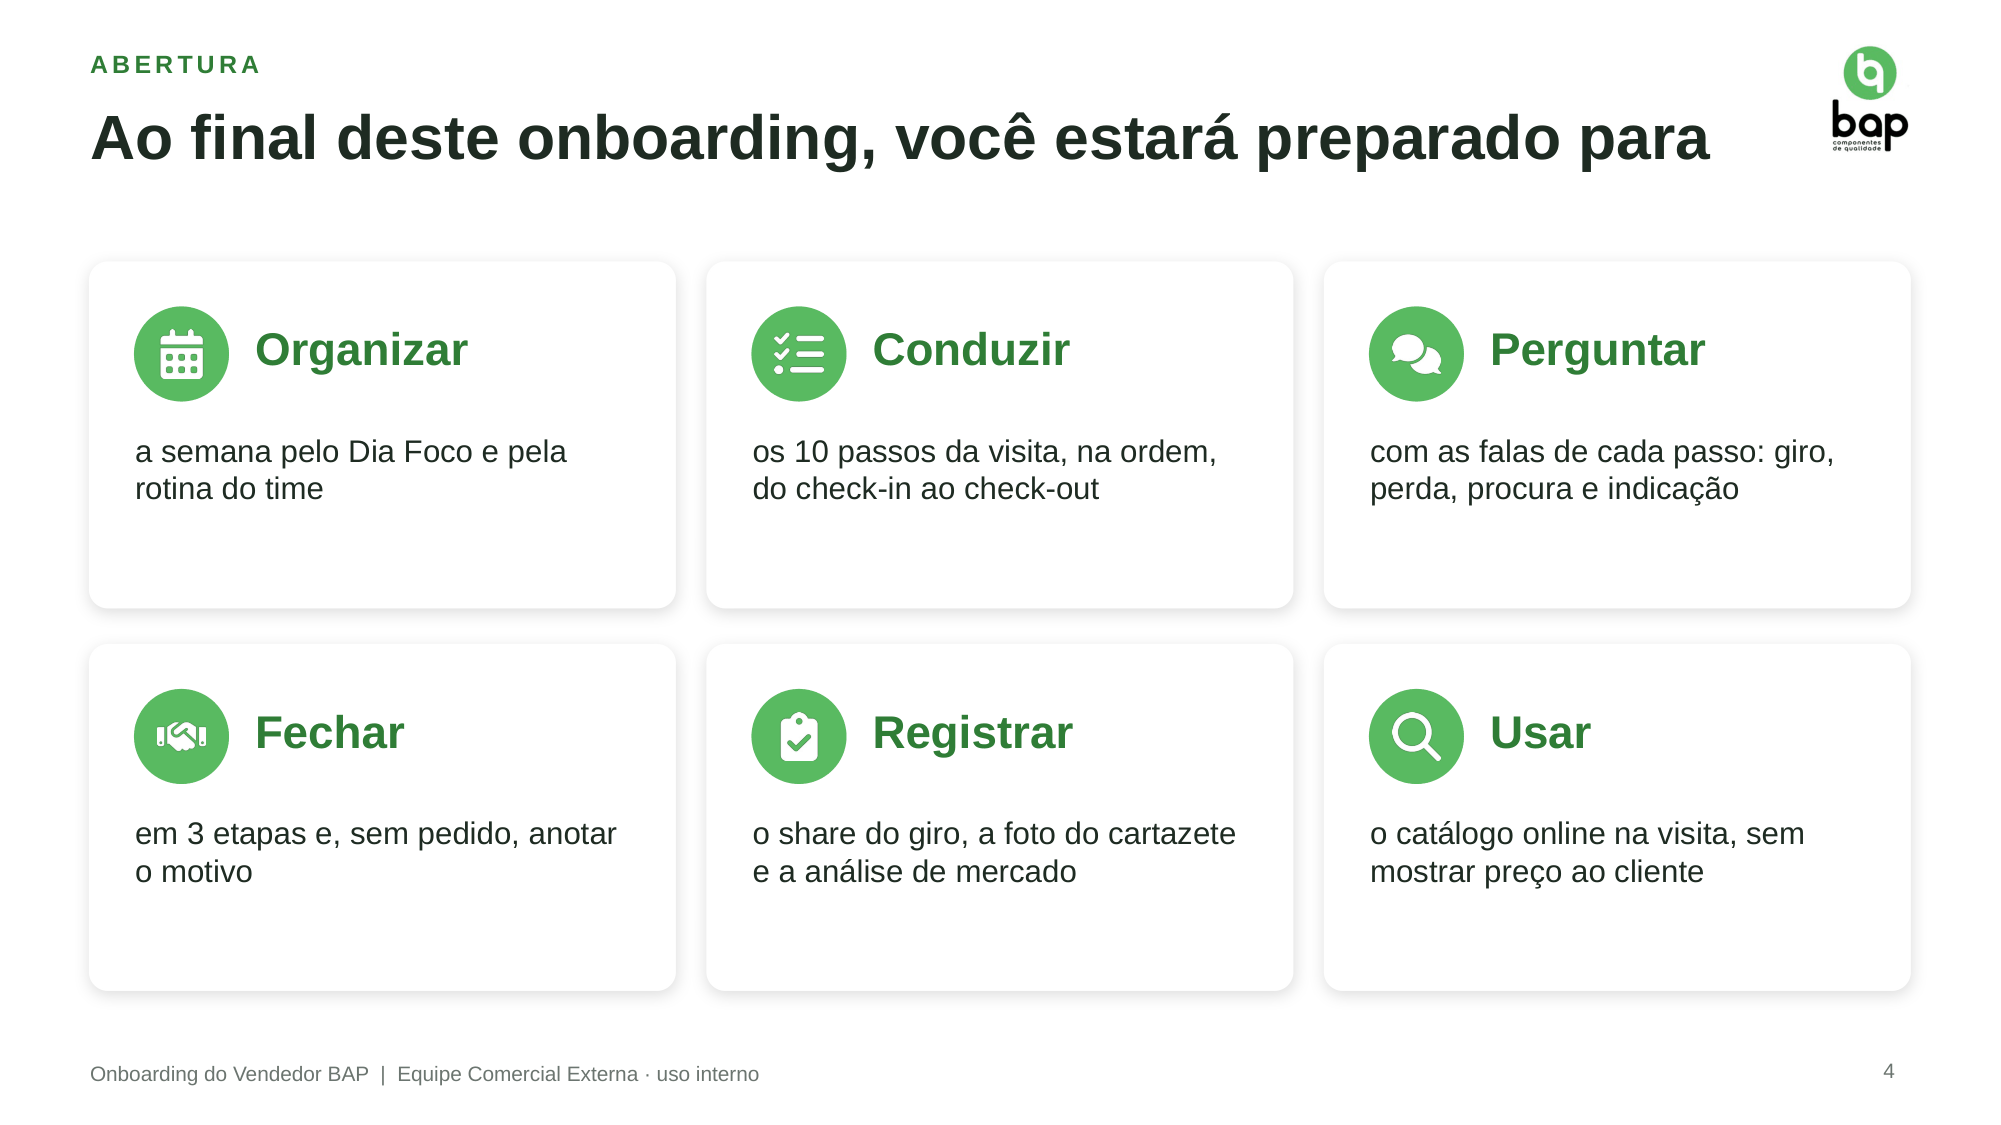 ABERTURA
Ao final deste onboarding, você estará preparado para
bap
componentes
de qualidade
Organizar
a semana pelo Dia Foco e pela
rotina do time
Conduzir
os 10 passos da visita, na ordem,
do check-in ao check-out
Perguntar
com as falas de cada passo: giro,
perda, procura e indicação
Fechar
em 3 etapas e, sem pedido, anotar
o motivo
Registrar
o share do giro, a foto do cartazete
e a análise de mercado
Usar
o catálogo online na visita, sem
mostrar preço ao cliente
Onboarding do Vendedor BAP | Equipe Comercial Externa · uso interno
4